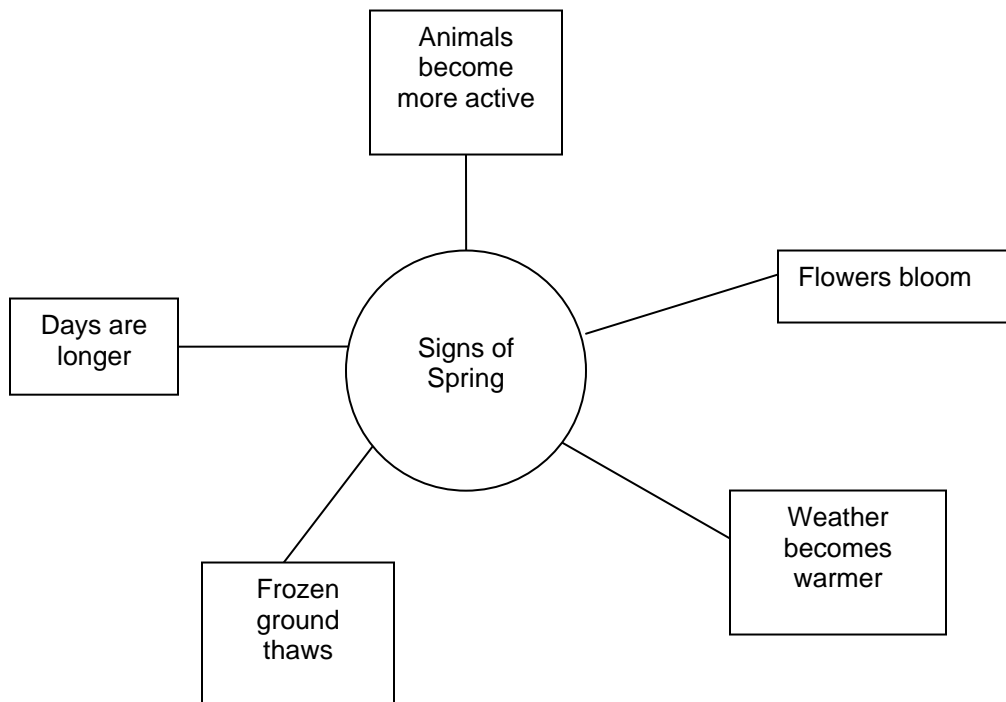 Animals
become
more active
Flowers bloom
Days are
longer
Signs of
Spring
Weather
becomes
warmer
Frozen
ground
thaws